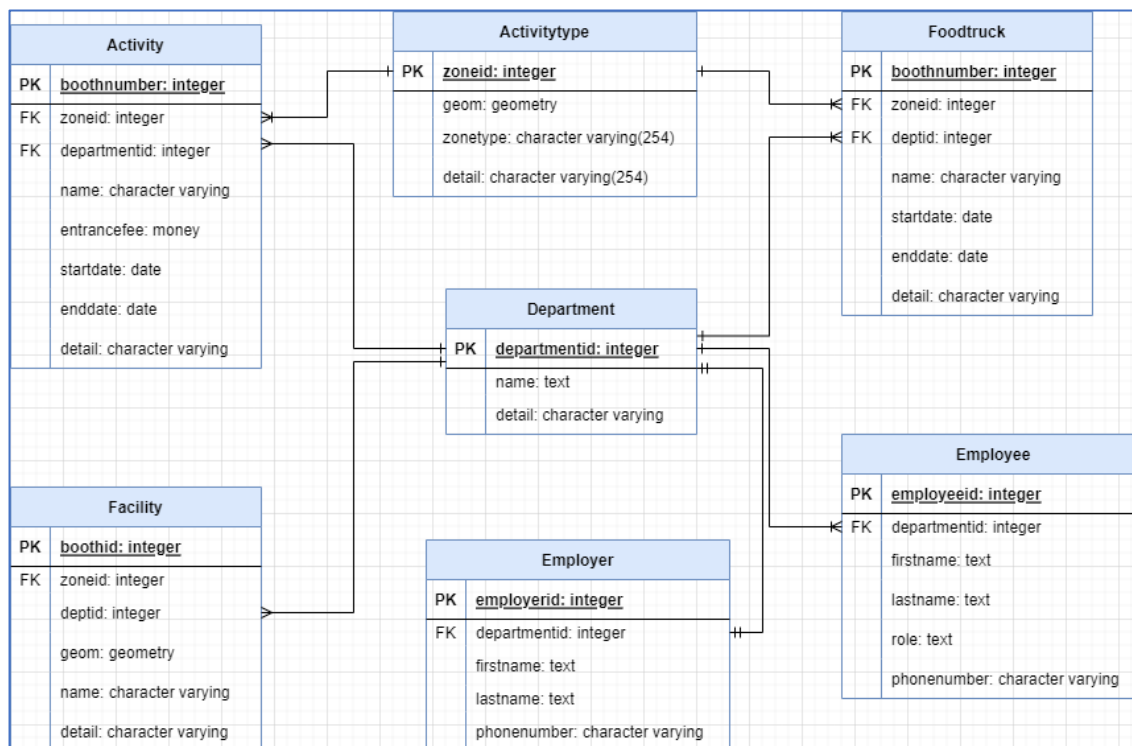 Activity
PK boothnumber: integer
FK zoneid: integer
FK departmentid: integer
name: character varying
entrancefee: money
startdate: date
enddate: date
detail: character varying
Activitytype
PK zoneid: integer
geom: geometry
zonetype: character varying(254)
detail: character varying(254)
Foodtruck
PK boothnumber: integer
FK zoneid: integer
FK deptid: integer
name: character varying
startdate: date
enddate: date
detail: character varying
Department
PK departmentid: integer
name: text
detail: character varying
Facility
PK boothid: integer
FK zoneid: integer
deptid: integer
geom: geometry
name: character varying
detail: character varying
Employer
PK employerid: integer
FK departmentid: integer
firstname: text
lastname: text
phonenumber: character varying
Employee
PK employeeid: integer
FK departmentid: integer
firstname: text
lastname: text
role: text
phonenumber: character varying